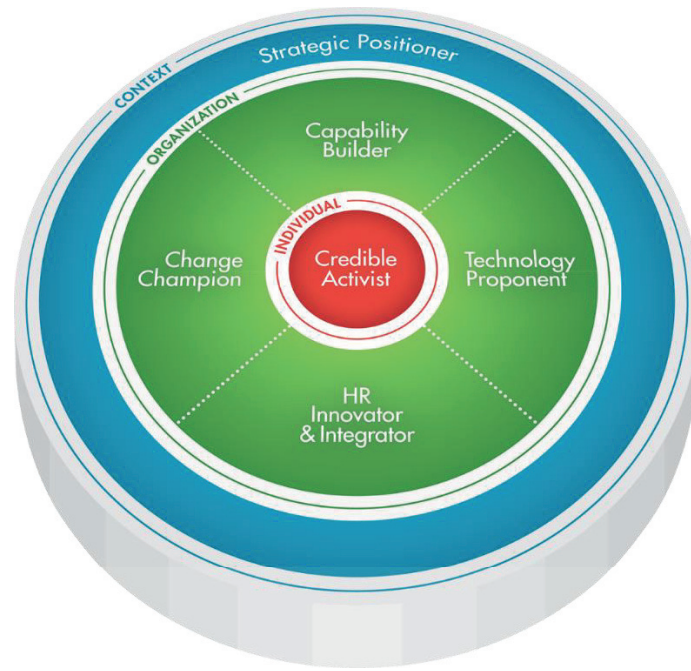 Strategic Positioner
CONTEXT
ORGANIZATION
Capability
Builder
INDIVIDUAL
Change
Champion
Credible
Activist
Technology
Proponent
HR
Innovator
& Integrator